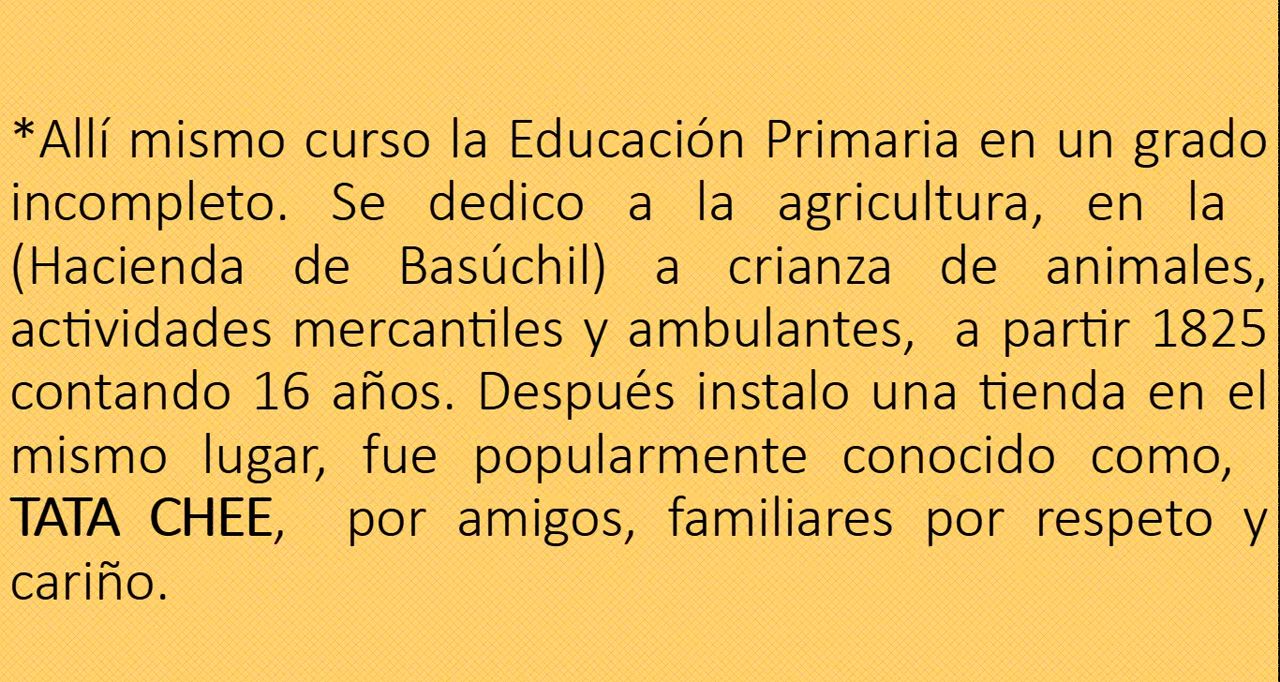 *Allí mismo curso la Educación Primaria en un grado
incompleto. Se dedico a la agricultura, en la
(Hacienda de Basúchil) a crianza de animales,
actividades mercantiles y ambulantes, a partir 1825
contando 16 años. Después instalo una tienda en el
mismo lugar, fue popularmente conocido como,
TATA CHEE, por amigos, familiares por respeto y
cariño.